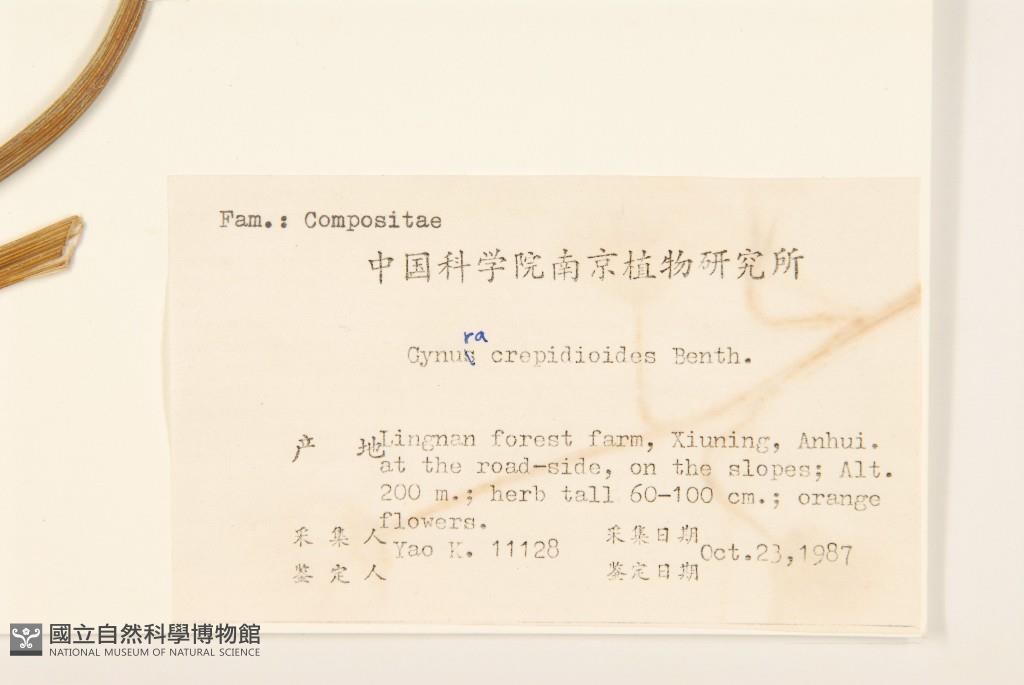 Fam.: Compositae
中国科学院南京植物研究所
Gynura crepidioides Benth.
产 地 Lingnan forest farm, Xiuning, Anhui.
at the road-side, on the slopes; Alt.
200 m.; herb tall 60-100 cm.; orange
flowers.
采集人 Yao K. 11128 采集日期 Oct.23,1987
鉴定人 鉴定日期
國立自然科學博物館
NATIONAL MUSEUM OF NATURAL SCIENCE